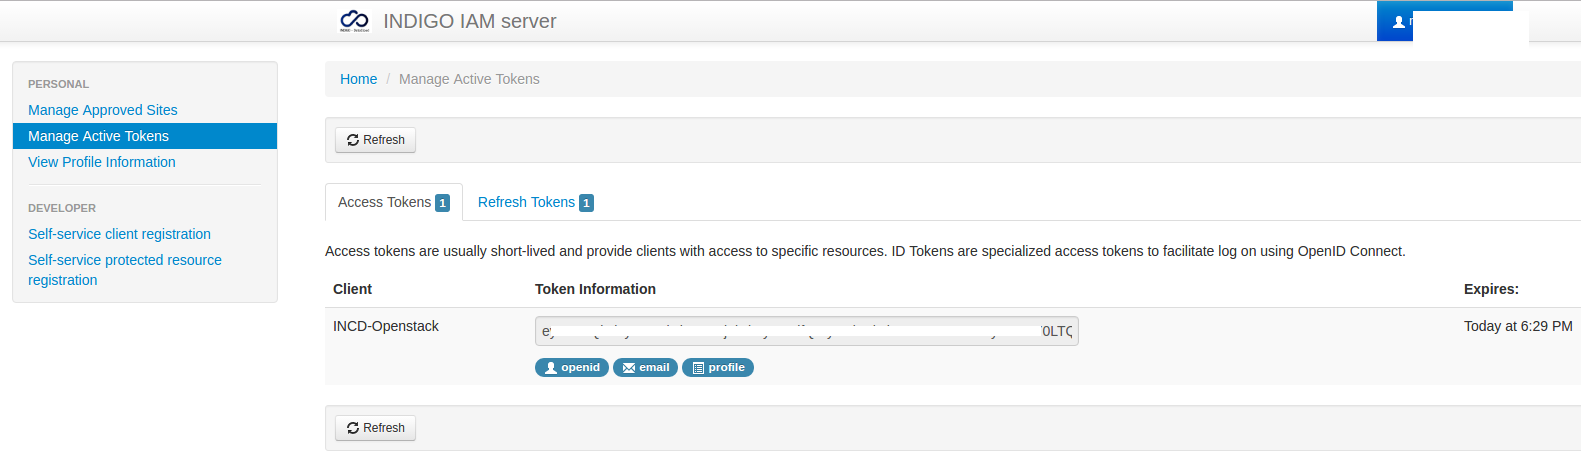 INDIGO IAM server
PERSONAL
Manage Approved Sites
Manage Active Tokens
View Profile Information
DEVELOPER
Self-service client registration
Self-service protected resource
registration
Home / Manage Active Tokens
Refresh
Access Tokens 1 Refresh Tokens 1
Access tokens are usually short-lived and provide clients with access to specific resources. ID Tokens are specialized access tokens to facilitate log on using OpenID Connect.
Client Token Information Expires:
INCD-Openstack Today at 6:29 PM
openid email profile
Refresh